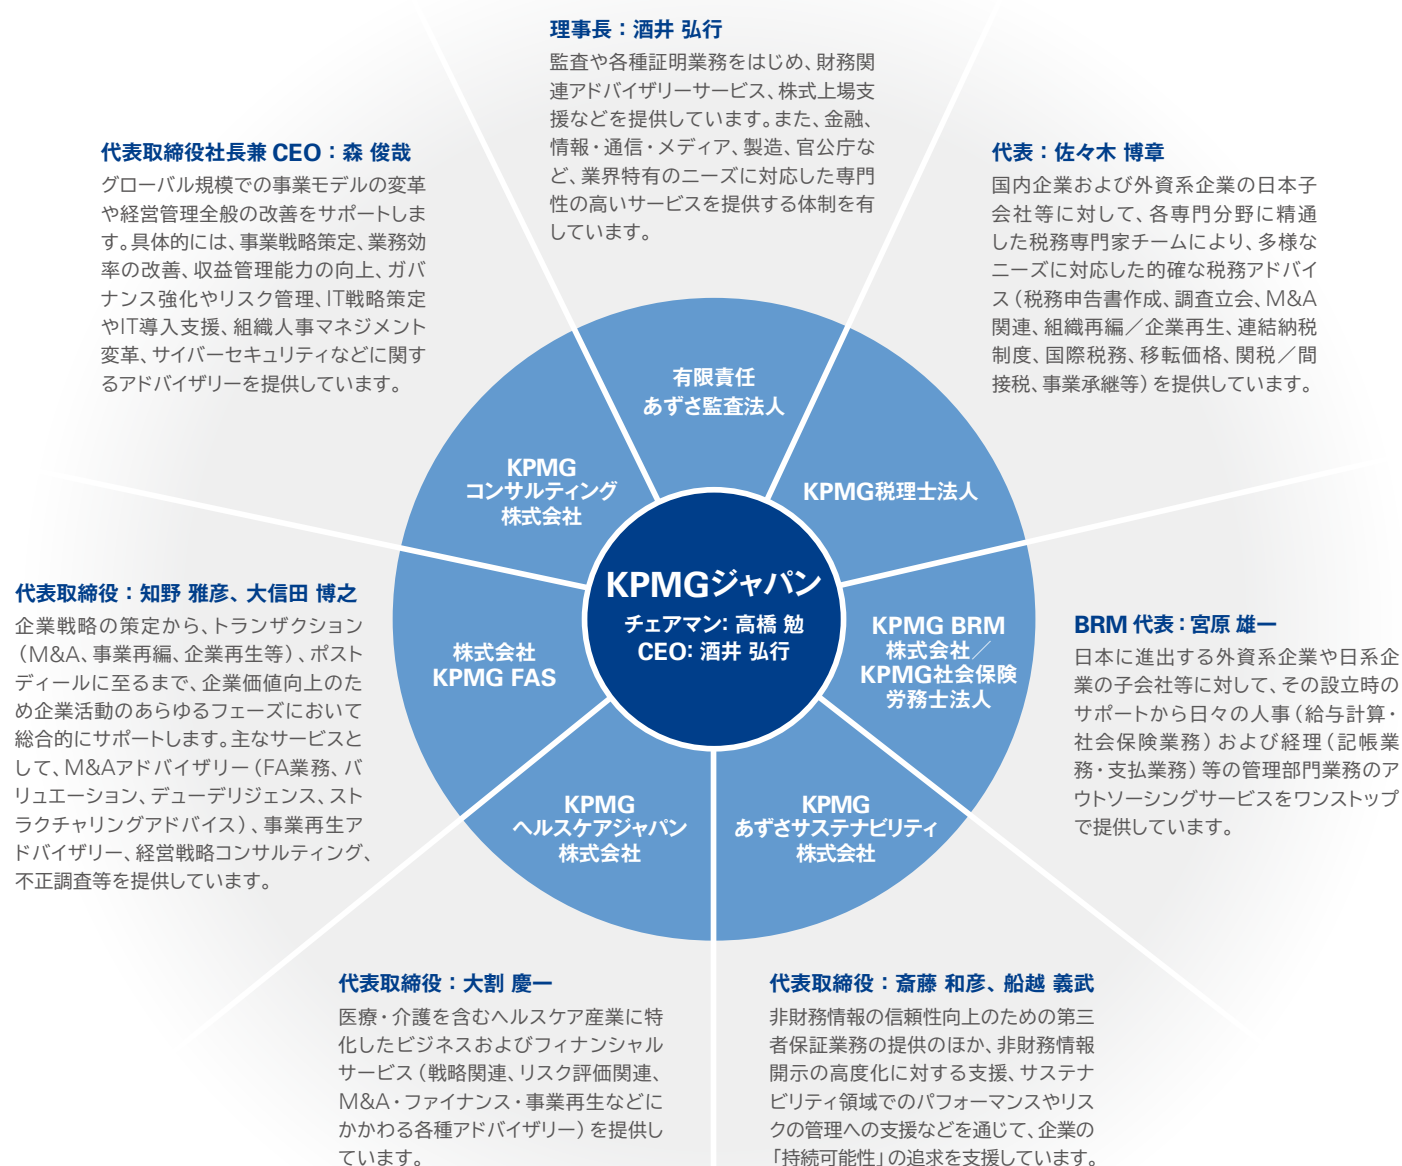 理事長：酒井 弘行
監査や各種証明業務をはじめ、財務関
連アドバイザリーサービス、株式上場支
援などを提供しています。また、金融、
情報・通信・メディア、製造、官公庁な
ど、業界特有のニーズに対応した専門
性の高いサービスを提供する体制を有
しています。
代表取締役社長兼 CEO：森 俊哉
グローバル規模での事業モデルの変革
や経営管理全般の改善をサポートしま
す。具体的には、事業戦略策定、業務効
率の改善、収益管理能力の向上、ガバ
ナンス強化やリスク管理、IT戦略策定
やIT導入支援、組織人事マネジメント
変革、サイバーセキュリティなどに関す
るアドバイザリーを提供しています。
代表：佐々木 博章
国内企業および外資系企業の日本子
会社等に対して、各専門分野に精通
した税務専門家チームにより、多様な
ニーズに対応した的確な税務アドバイ
ス（税務申告書作成、調査立会、M&A
関連、組織再編／企業再生、連結納税
制度、国際税務、移転価格、関税／間
接税、事業承継等）を提供しています。
有限責任
あずさ監査法人
KPMG
コンサルティング
株式会社
KPMG税理士法人
KPMGジャパン
チェアマン：高橋 勉
CEO：酒井 弘行
株式会社
KPMG FAS
KPMG BRM
株式会社／
KPMG社会保険
労務士法人
KPMG
ヘルスケアジャパン
株式会社
KPMG
あずさサステナビリティ
株式会社
代表取締役：知野 雅彦、大信田 博之
企業戦略の策定から、トランザクション
（M&A、事業再編、企業再生等）、ポスト
ディールに至るまで、企業価値向上のた
め企業活動のあらゆるフェーズにおいて
総合的にサポートします。主なサービスと
して、M&Aアドバイザリー（FA業務、バ
リュエーション、デューデリジェンス、スト
ラクチャリングアドバイス）、事業再生ア
ドバイザリー、経営戦略コンサルティング、
不正調査等を提供しています。
BRM 代表：宮原 雄一
日本に進出する外資系企業や日系企
業の子会社等に対して、その設立時の
サポートから日々の人事（給与計算・
社会保険業務）および経理（記帳業
務・支払業務）等の管理部門業務のア
ウトソーシングサービスをワンストップ
で提供しています。
代表取締役：大割 慶一
医療・介護を含むヘルスケア産業に特
化したビジネスおよびフィナンシャル
サービス（戦略関連、リスク評価関連、
M&A・ファイナンス・事業再生などに
かかわる各種アドバイザリー）を提供し
ています。
代表取締役：斎藤 和彦、船越 義武
非財務情報の信頼性向上のための第三
者保証業務の提供のほか、非財務情報
開示の高度化に対する支援、サステナ
ビリティ領域でのパフォーマンスやリス
クの管理への支援などを通じて、企業の
「持続可能性」の追求を支援しています。